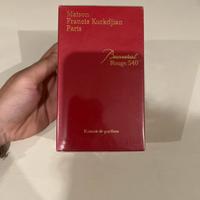 Maison
Francis Kurkdjian
Paris
Baccarat
Rouge 540
Extrait de parfum